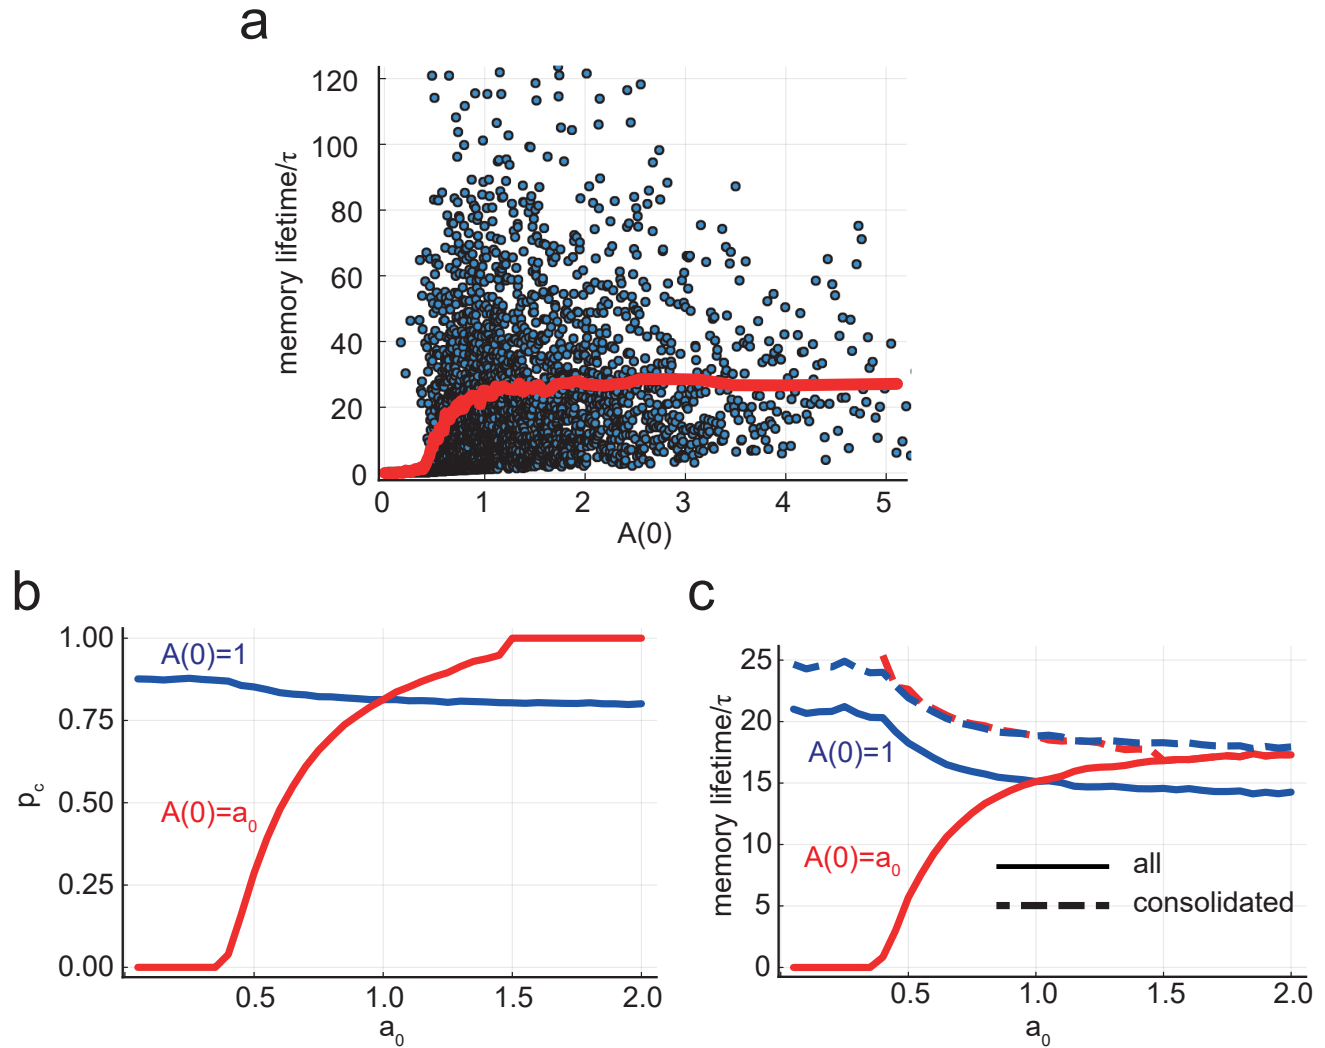 a
120
100
80
60
40
20
0
memory lifetime/τ
0 1 2 3 4 5
A(0)
b
1.00
0.75
0.50
0.25
0.00
p_c
A(0)=1
A(0)=a_0
0.5 1.0 1.5 2.0
a_0
c
25
20
15
10
5
0
memory lifetime/τ
A(0)=1
A(0)=a_0
all
consolidated
0.5 1.0 1.5 2.0
a_0